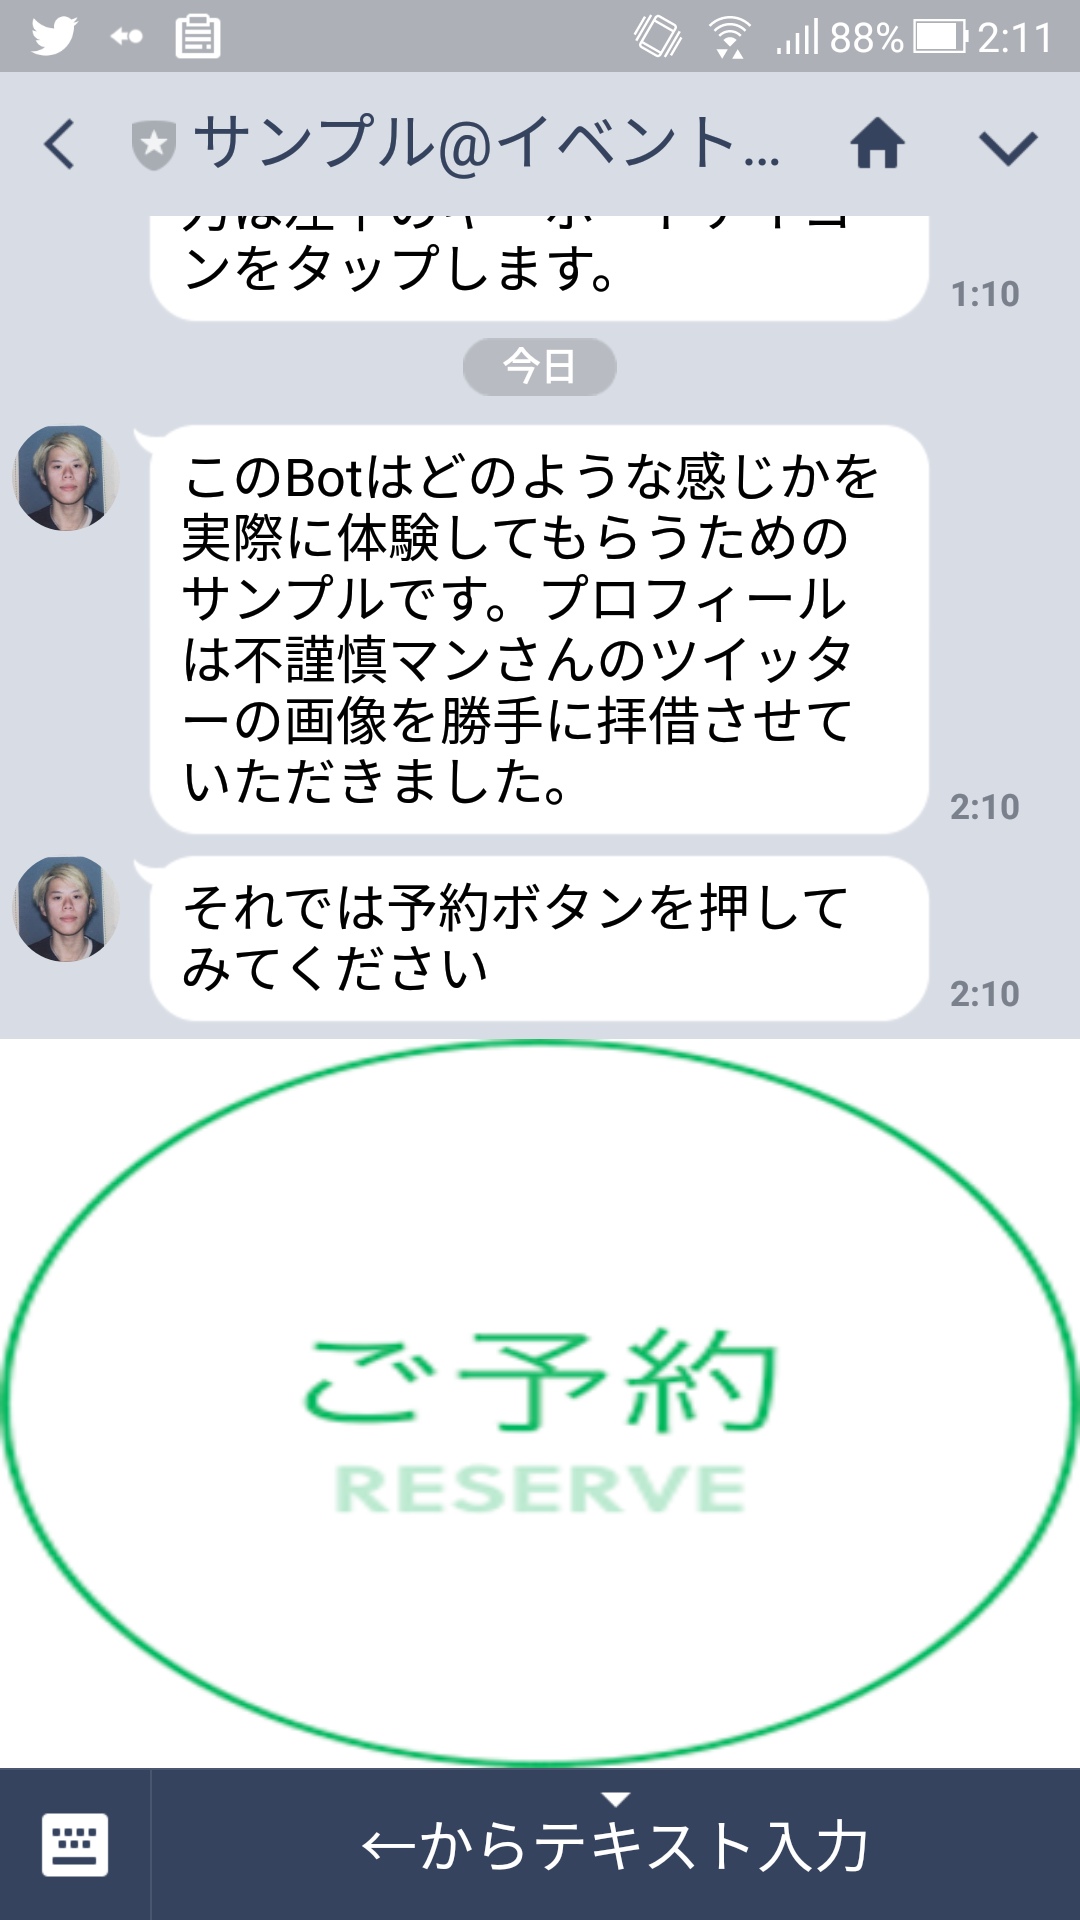 88% 2:11
サンプル@イベント...
ンをタップします。
1:10
今日
このBotはどのような感じかを
実際に体験してもらうための
サンプルです。プロフィール
は不謹慎マンさんのツイッタ
ーの画像を勝手に拝借させて
いただきました。
2:10
それでは予約ボタンを押して
みてください
2:10
ご予約
RESERVE
←からテキスト入力